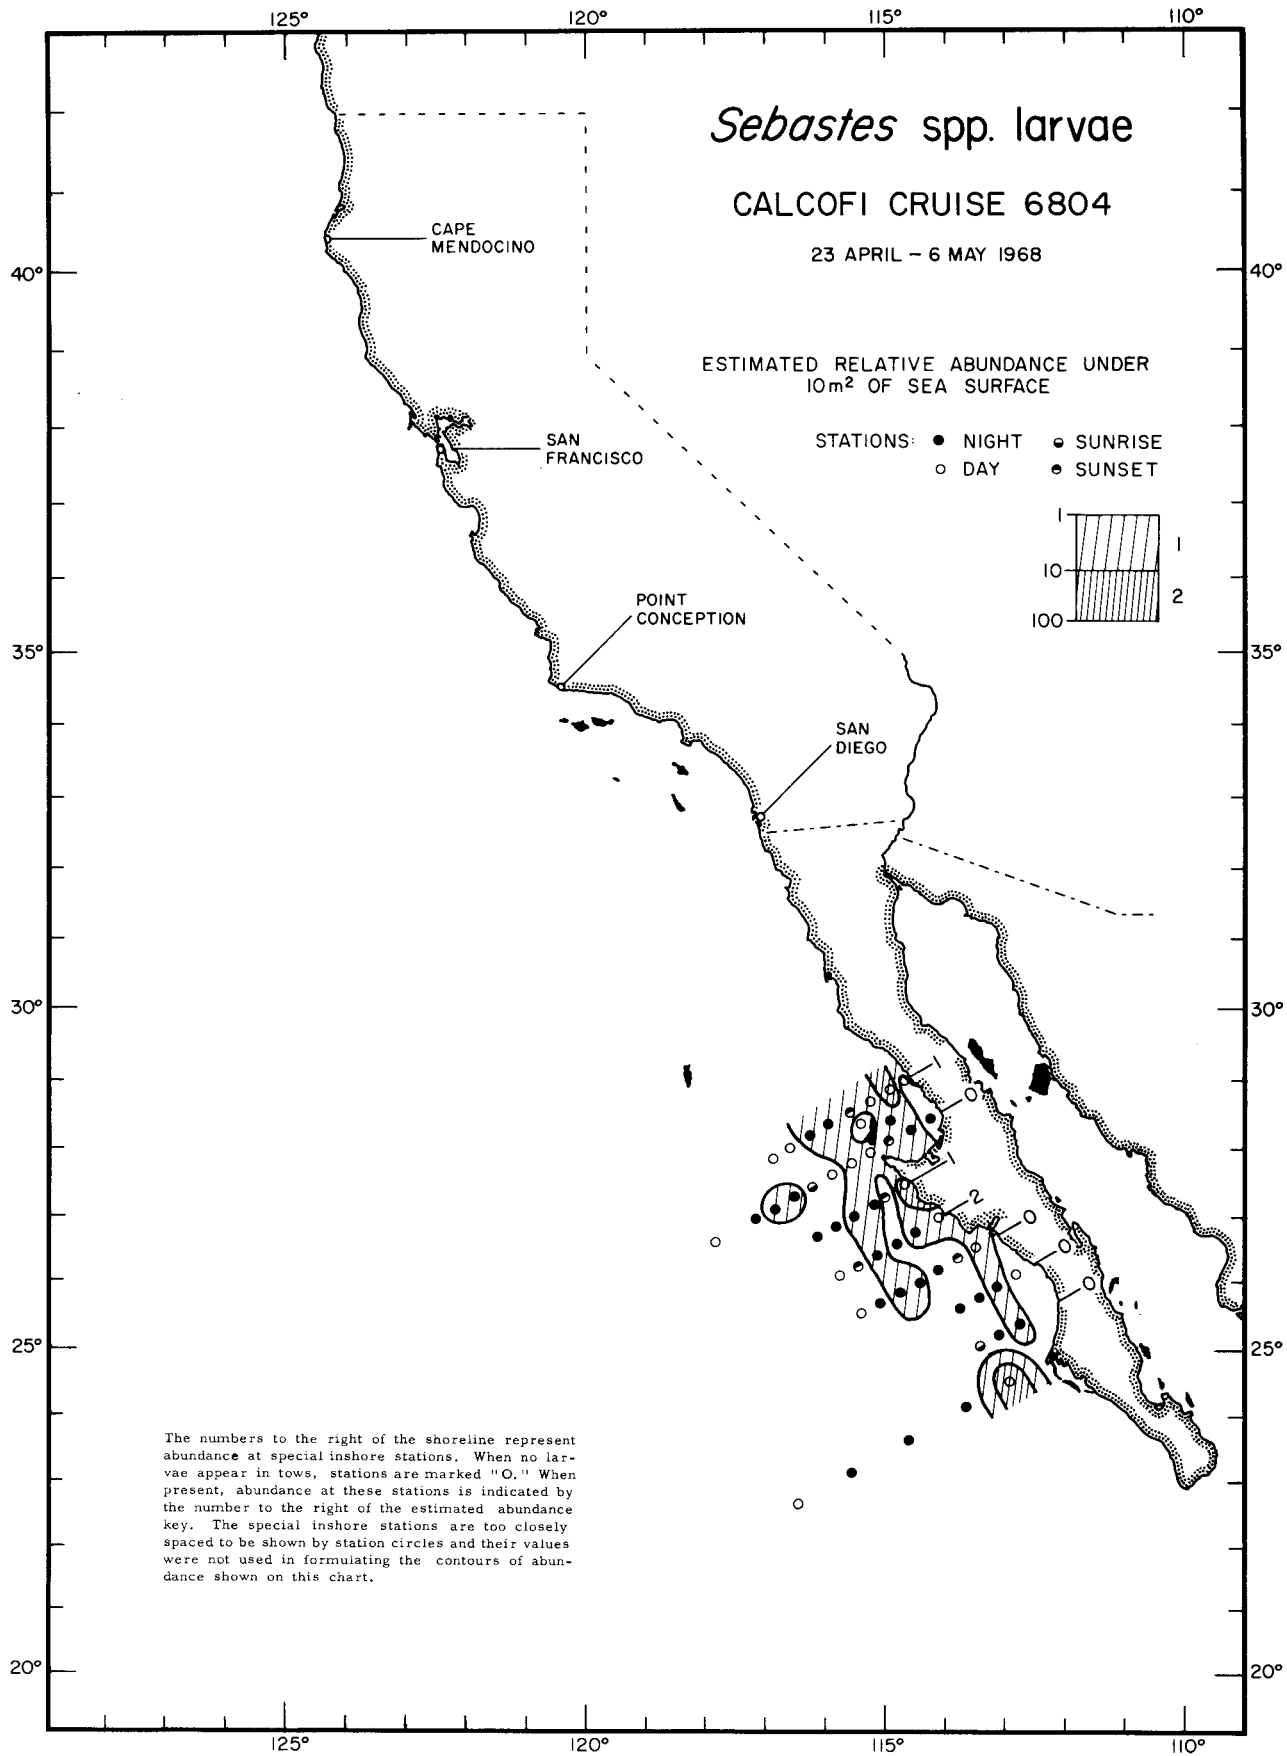 125° 120° 115° 110°
Sebastes spp. larvae
CALCOFI CRUISE 6804
23 APRIL – 6 MAY 1968
CAPE
MENDOCINO
40° 40°
ESTIMATED RELATIVE ABUNDANCE UNDER
10m² OF SEA SURFACE
STATIONS: ● NIGHT ◒ SUNRISE
○ DAY ◓ SUNSET
SAN
FRANCISCO
1
1
10
2
100
POINT
CONCEPTION
35° 35°
SAN
DIEGO
30° 30°
1
0
1
2
0
0
0
25° 25°
The numbers to the right of the shoreline represent
abundance at special inshore stations. When no lar-
vae appear in tows, stations are marked "O." When
present, abundance at these stations is indicated by
the number to the right of the estimated abundance
key. The special inshore stations are too closely
spaced to be shown by station circles and their values
were not used in formulating the contours of abun-
dance shown on this chart.
20° 20°
125° 120° 115° 110°